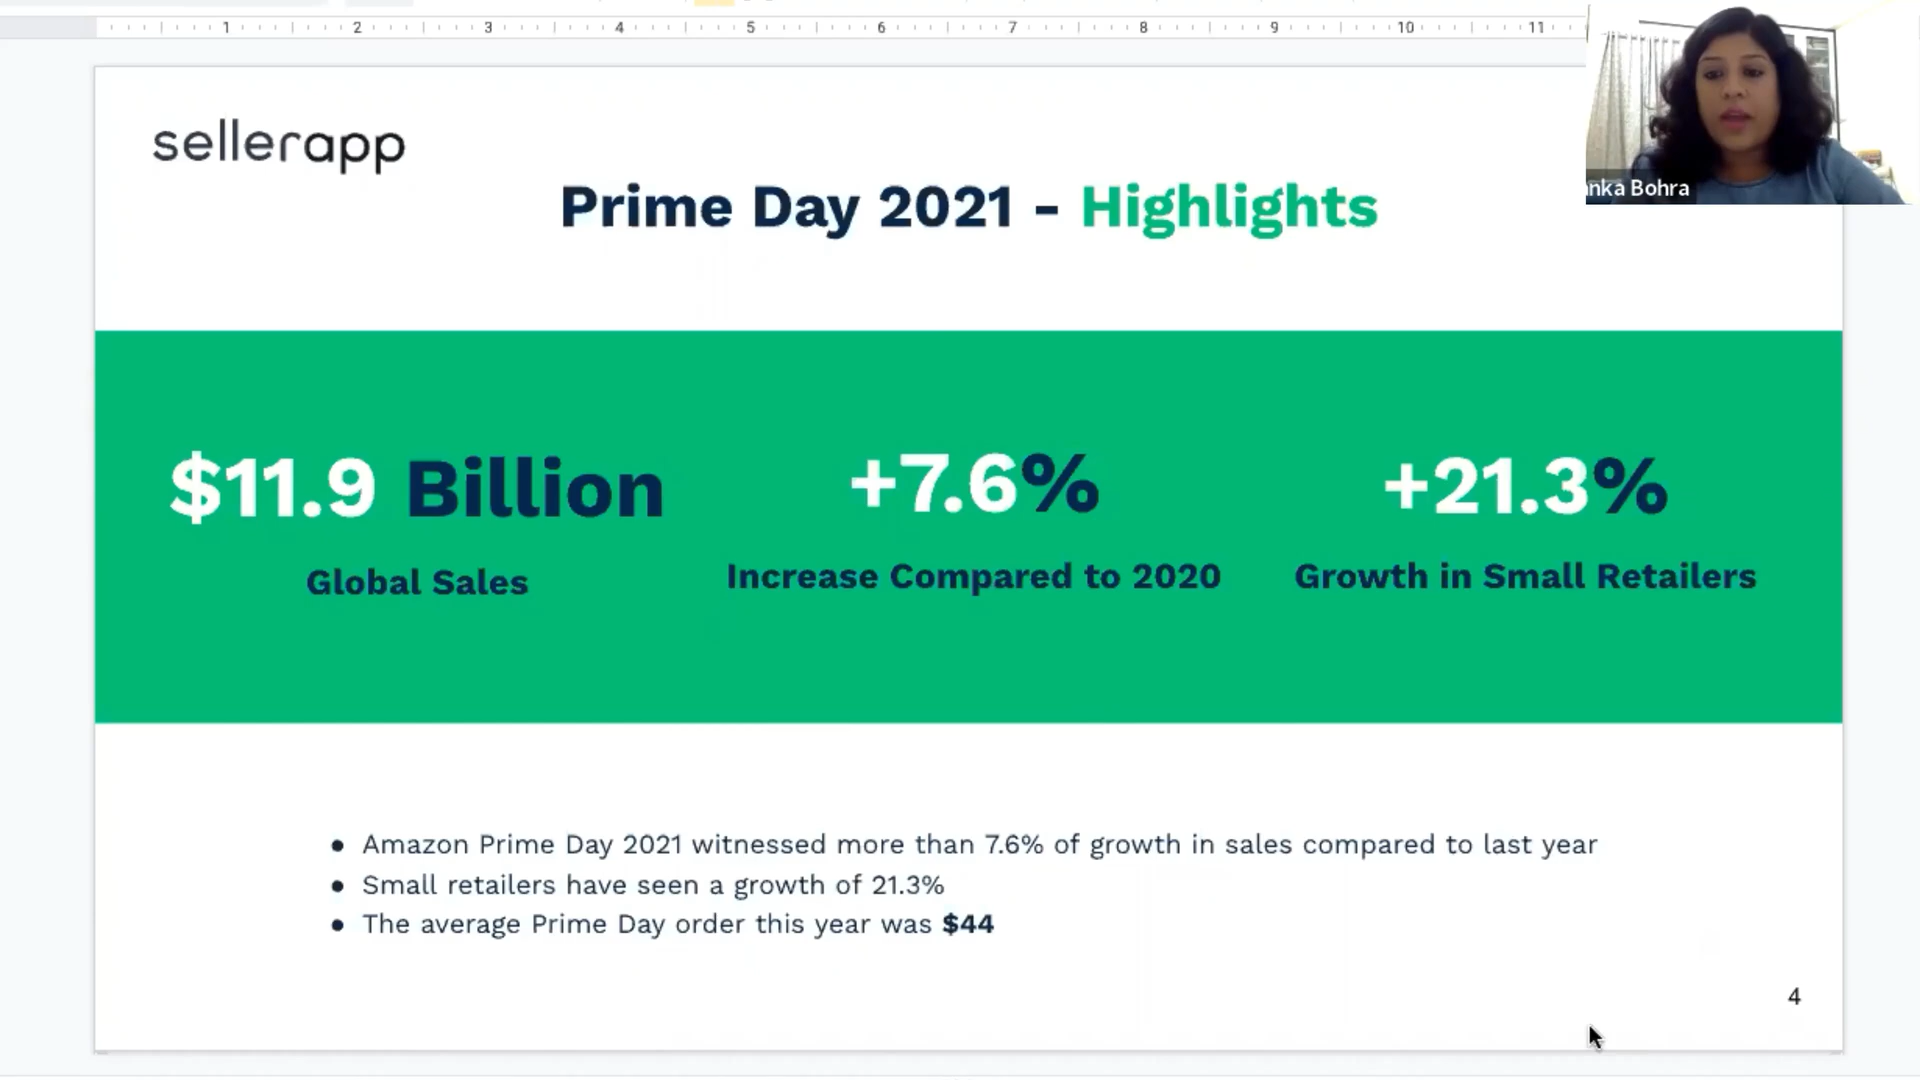 1 2 3 4 5 6 7 8 9 10 11
sellerapp
anka Bohra
Prime Day 2021 - Highlights
$11.9 Billion +7.6% +21.3%
Global Sales Increase Compared to 2020 Growth in Small Retailers
● Amazon Prime Day 2021 witnessed more than 7.6% of growth in sales compared to last year
● Small retailers have seen a growth of 21.3%
● The average Prime Day order this year was $44
4